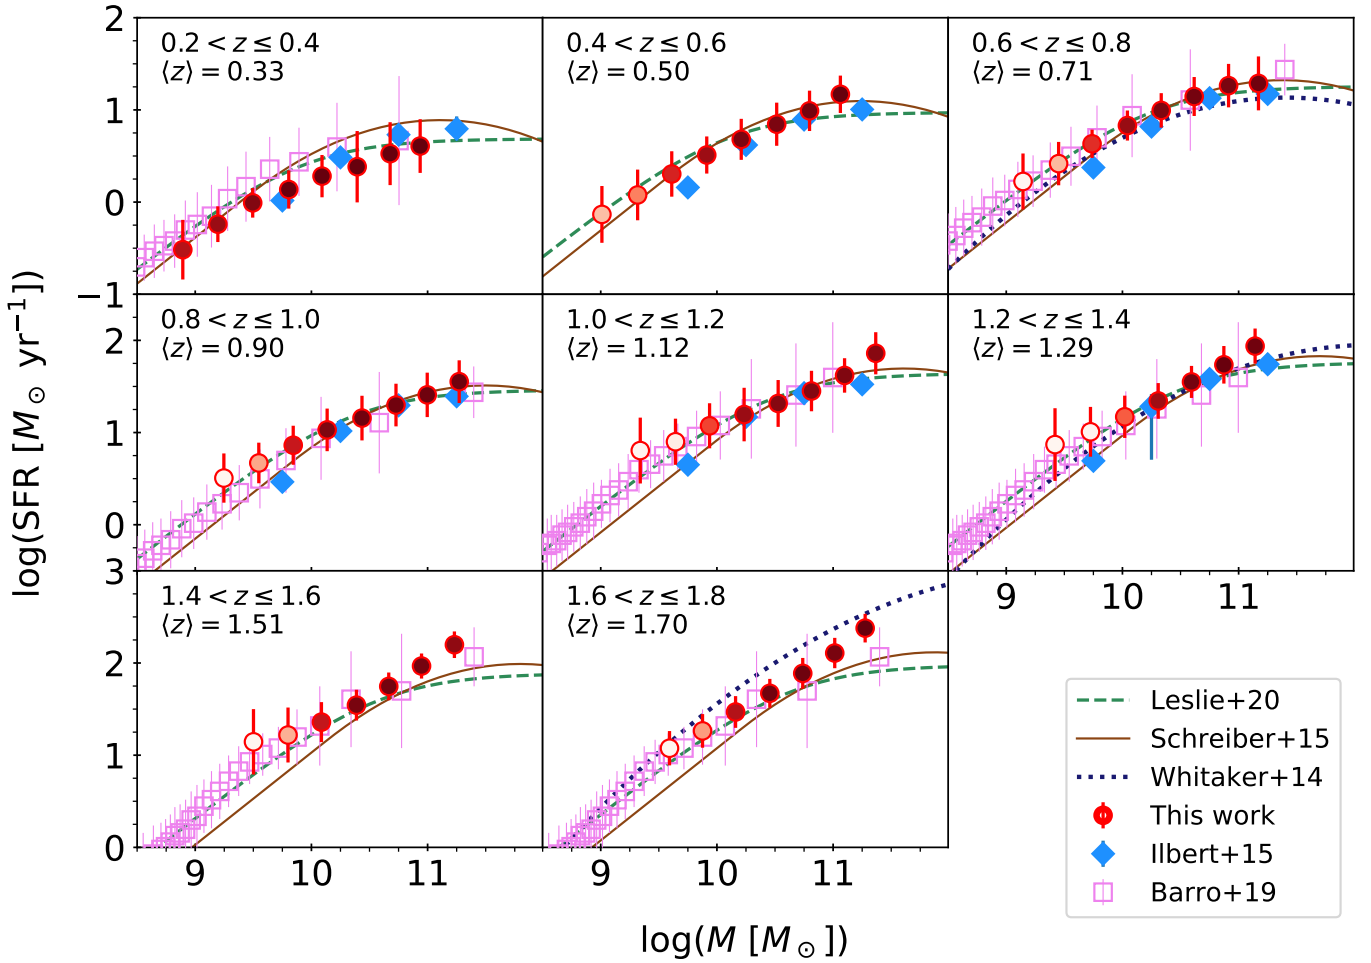 2
1
0
−1
0.2 < z ≤ 0.4
⟨z⟩ = 0.33
0.4 < z ≤ 0.6
⟨z⟩ = 0.50
0.6 < z ≤ 0.8
⟨z⟩ = 0.71
2
1
0
0.8 < z ≤ 1.0
⟨z⟩ = 0.90
1.0 < z ≤ 1.2
⟨z⟩ = 1.12
1.2 < z ≤ 1.4
⟨z⟩ = 1.29
9 10 11
log(SFR [M⊙ yr⁻¹])
3
2
1
0
1.4 < z ≤ 1.6
⟨z⟩ = 1.51
1.6 < z ≤ 1.8
⟨z⟩ = 1.70
9 10 11
9 10 11
log(M [M⊙])
Leslie+20
Schreiber+15
Whitaker+14
This work
Ilbert+15
Barro+19